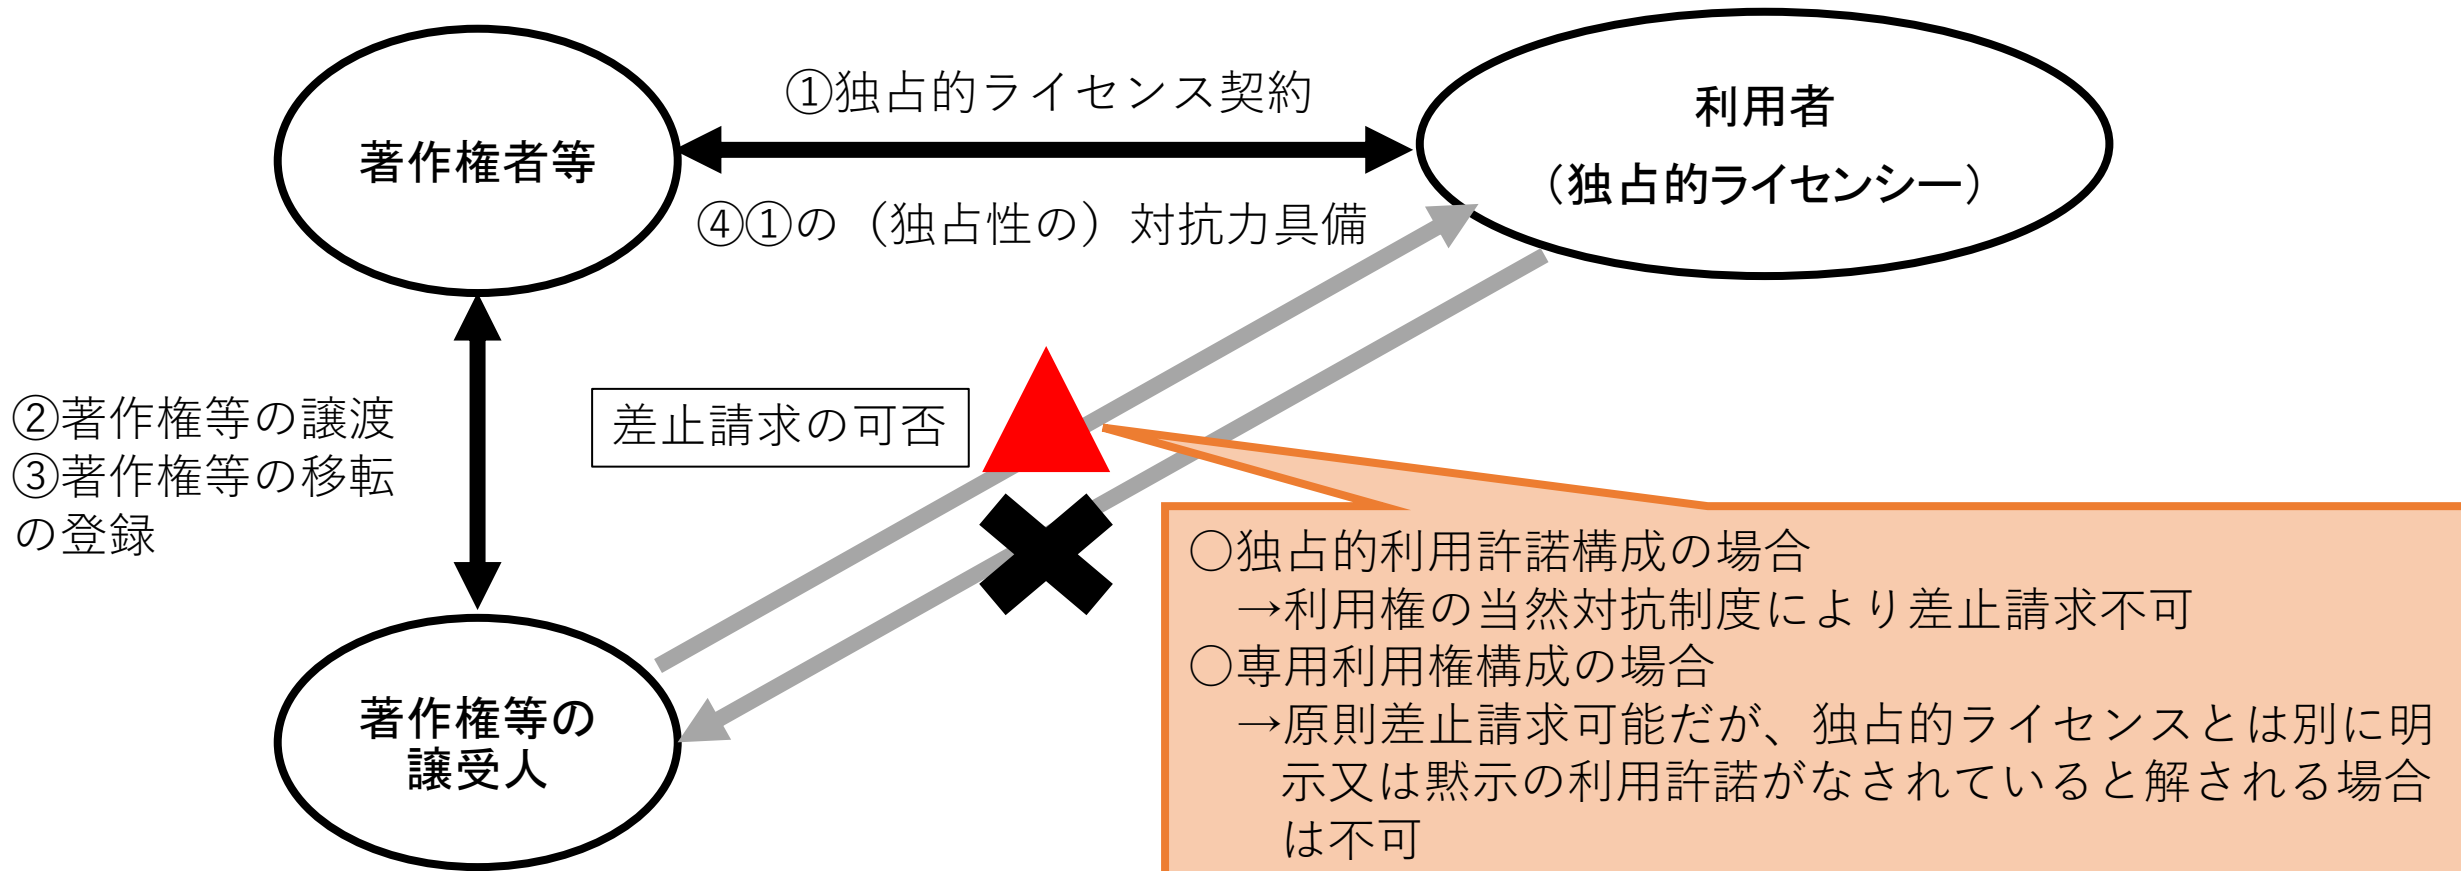 ①独占的ライセンス契約
著作権者等
利用者
（独占的ライセンシー）
④①の（独占性の）対抗力具備
②著作権等の譲渡
③著作権等の移転
の登録
差止請求の可否
著作権等の
譲受人
○独占的利用許諾構成の場合
→利用権の当然対抗制度により差止請求不可
○専用利用権構成の場合
→原則差止請求可能だが、独占的ライセンスとは別に明
示又は黙示の利用許諾がなされていると解される場合
は不可